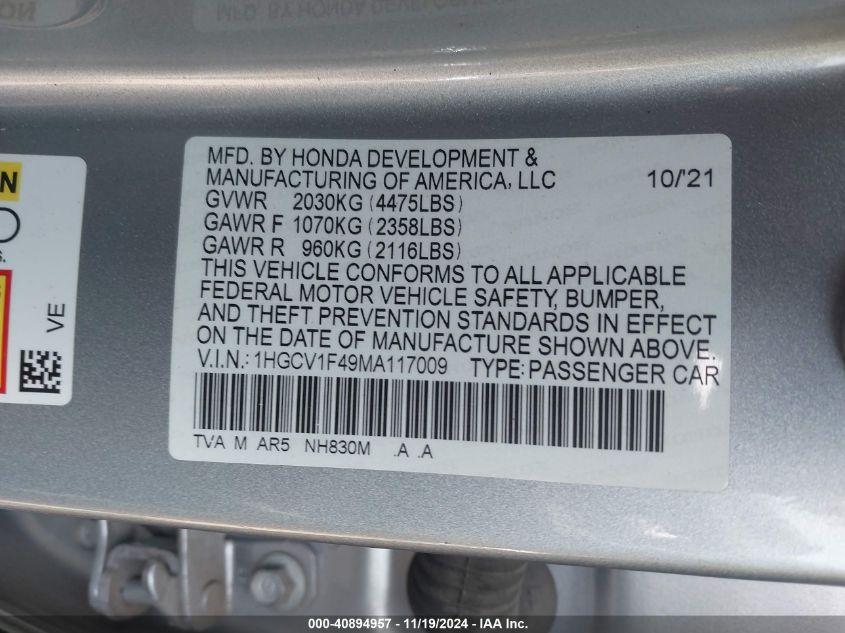 MFD. BY HONDA DEVELOPMENT &
MANUFACTURING OF AMERICA, LLC 10/'21
GVWR 2030KG (4475LBS)
GAWR F 1070KG (2358LBS)
GAWR R 960KG (2116LBS)
THIS VEHICLE CONFORMS TO ALL APPLICABLE
FEDERAL MOTOR VEHICLE SAFETY, BUMPER,
AND THEFT PREVENTION STANDARDS IN EFFECT
ON THE DATE OF MANUFACTURE SHOWN ABOVE.
V.I.N.: 1HGCV1F49MA117009 TYPE: PASSENGER CAR
TVA M AR5 NH830M .A .A
VE
000-40894957 - 11/19/2024 - IAAI, Inc.